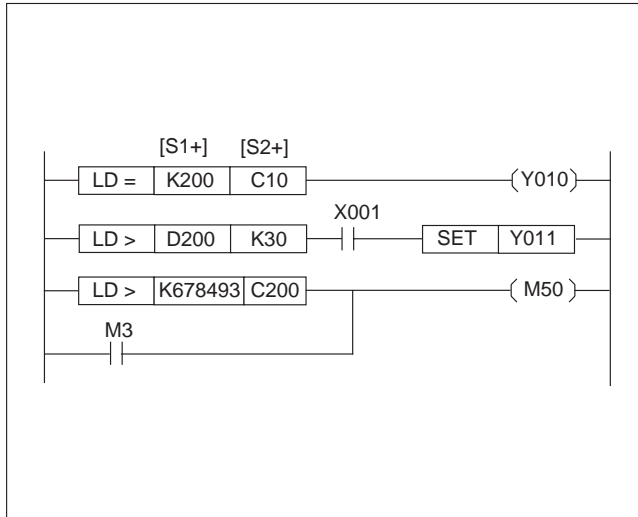 [S1+] [S2+]
LD = K200 C10 Y010
X001
LD > D200 K30 SET Y011
LD > K678493 C200 M50
M3